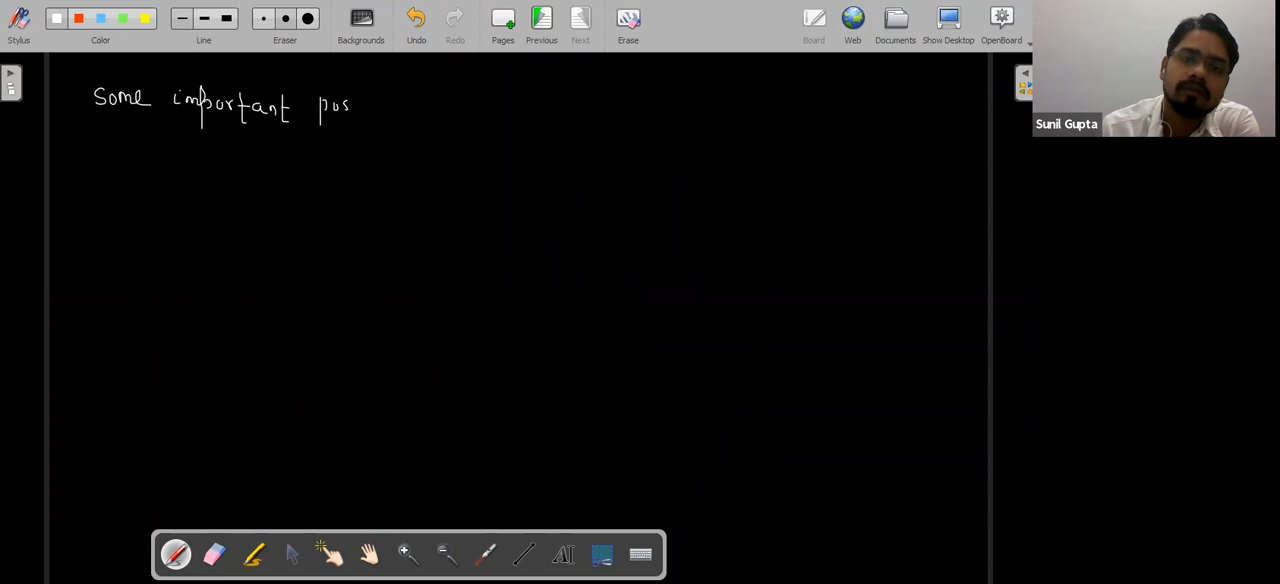 Stylus
Color
Line
Eraser
Backgrounds
Undo
Redo
Pages
Previous
Next
Erase
Board
Web
Documents
Show Desktop
OpenBoard
Some important pos
Sunil Gupta
AI